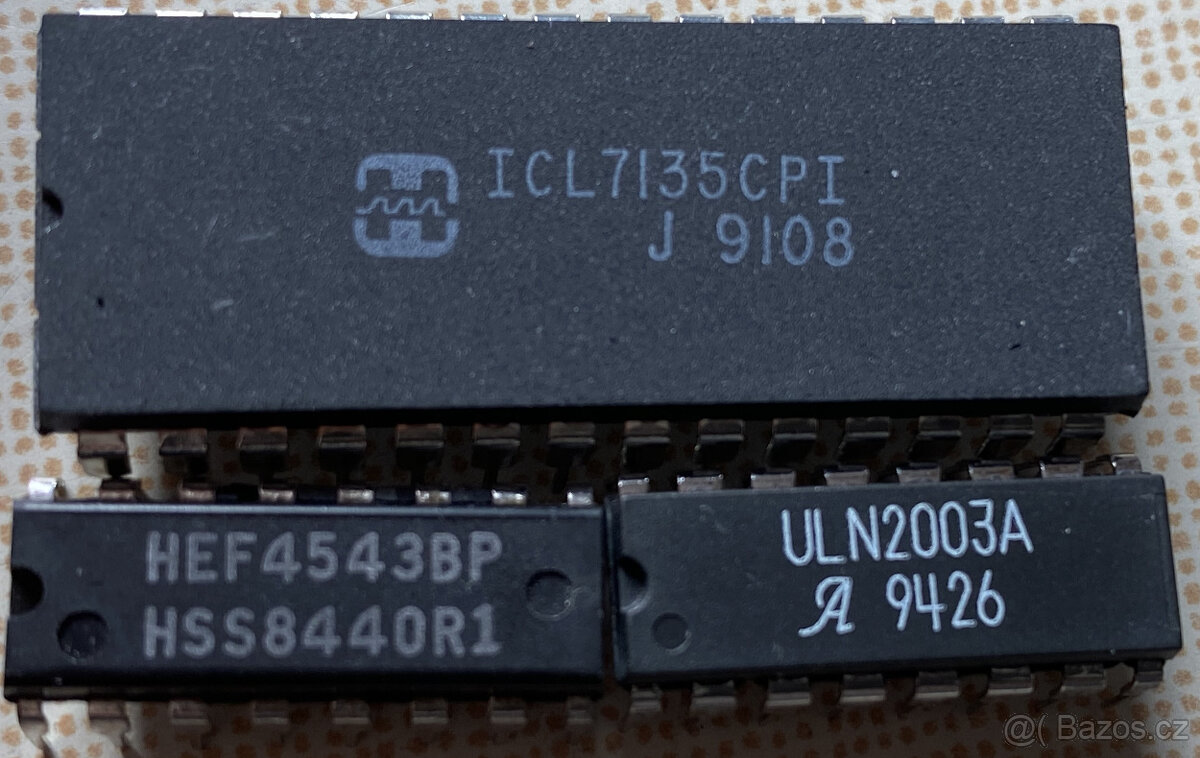 ICL7135CPI
J 9108
HEF4543BP
HSS8440R1
ULN2003A
A 9426
@( Bazos.cz